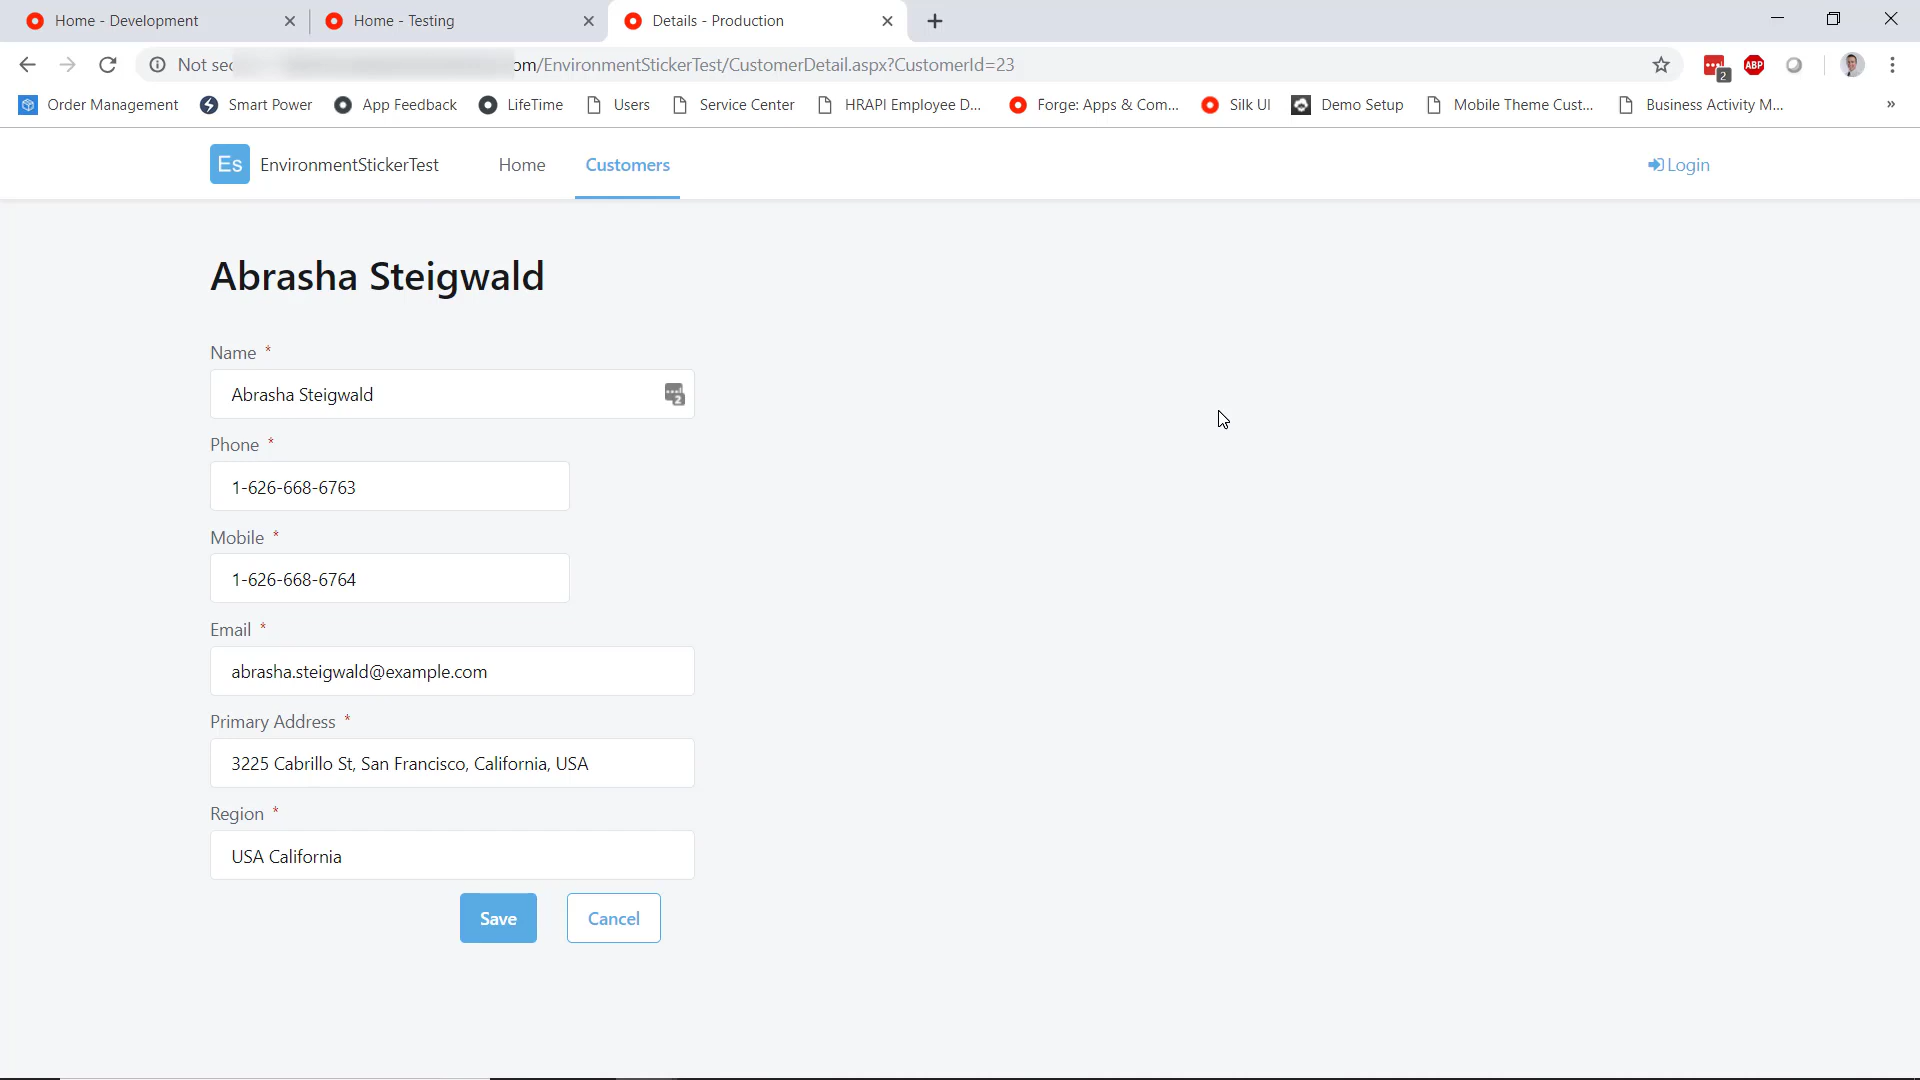 Home - Development
Home - Testing
Details - Production
Not sec
om/EnvironmentStickerTest/CustomerDetail.aspx?CustomerId=23
2
ABP
Order Management
Smart Power
App Feedback
LifeTime
Users
Service Center
HRAPI Employee D...
Forge: Apps & Com...
Silk UI
Demo Setup
Mobile Theme Cust...
Business Activity M...
»
Es
EnvironmentStickerTest
Home
Customers
Login
Abrasha Steigwald
Name *
Abrasha Steigwald
2
Phone *
1-626-668-6763
Mobile *
1-626-668-6764
Email *
abrasha.steigwald@example.com
Primary Address *
3225 Cabrillo St, San Francisco, California, USA
Region *
USA California
Save
Cancel